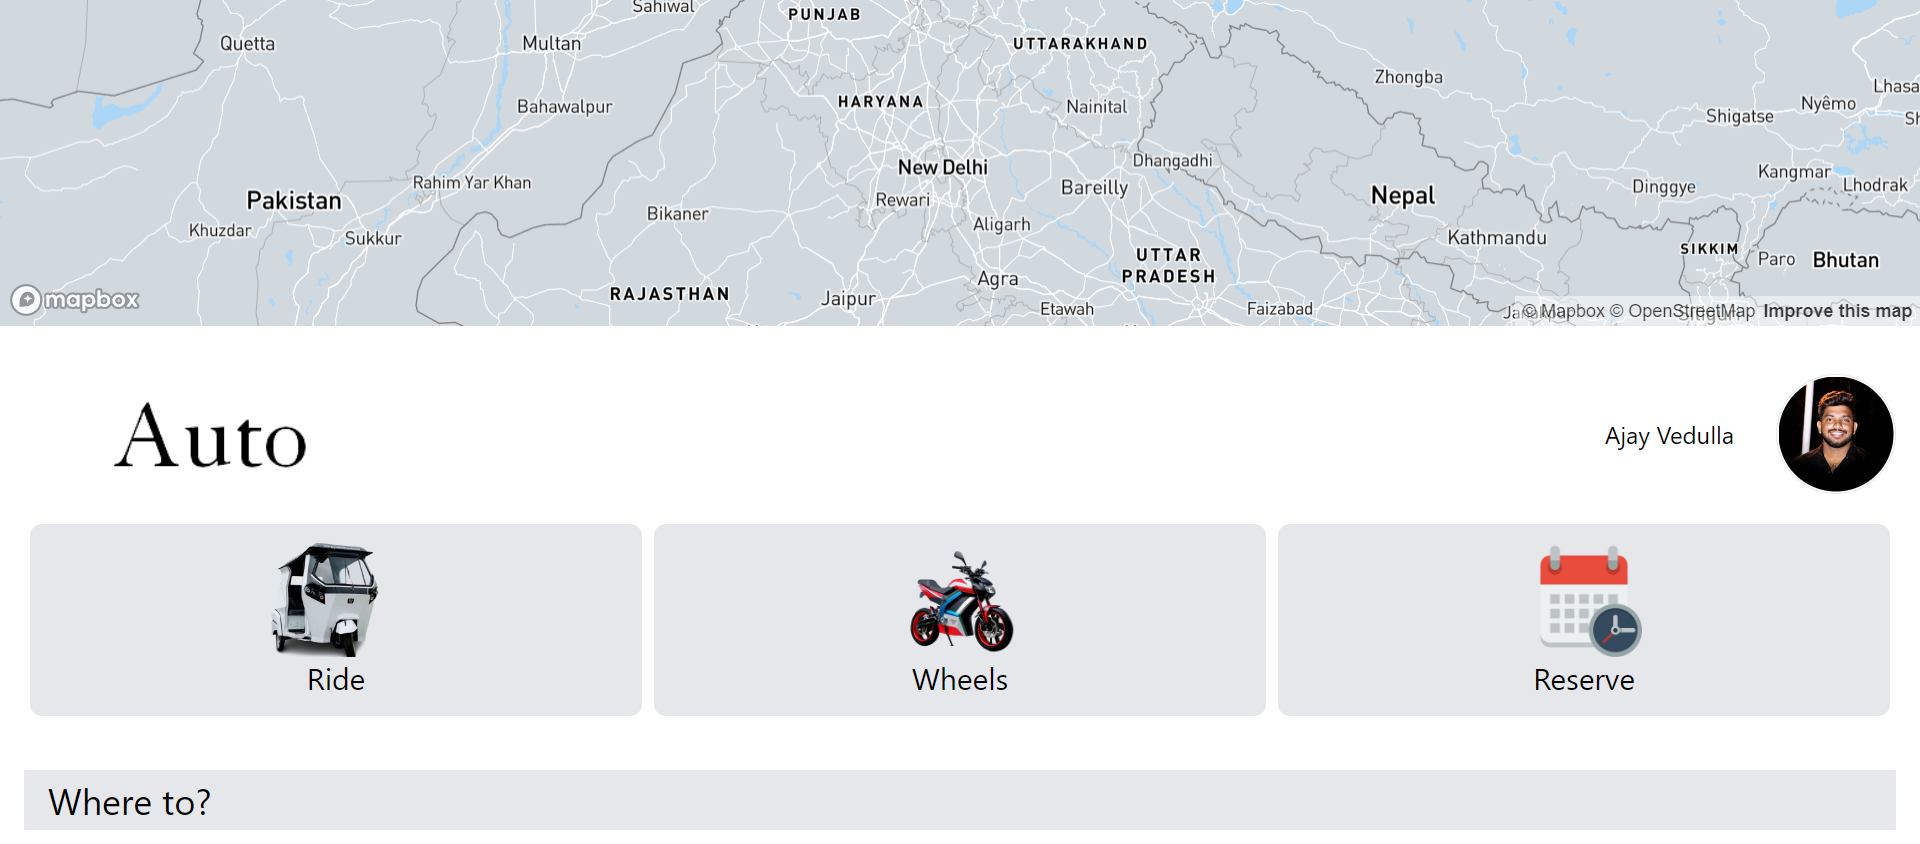 Sahiwal
PUNJAB
Quetta
Multan
UTTARAKHAND
Zhongba
Lhasa
Bahawalpur
HARYANA
Nainital
Nyêmo
Shigatse
New Delhi
Dhangadhi
Kangmar
Pakistan
Rahim Yar Khan
Rewari
Bareilly
Nepal
Dinggye
Lhodrak
Khuzdar
Sukkur
Bikaner
Aligarh
Kathmandu
UTTAR
PRADESH
SIKKIM
Paro
Bhutan
mapbox
RAJASTHAN
Jaipur
Agra
Etawah
Faizabad
© Mapbox © OpenStreetMap Improve this map
Auto
Ajay Vedulla
Ride
Wheels
Reserve
Where to?